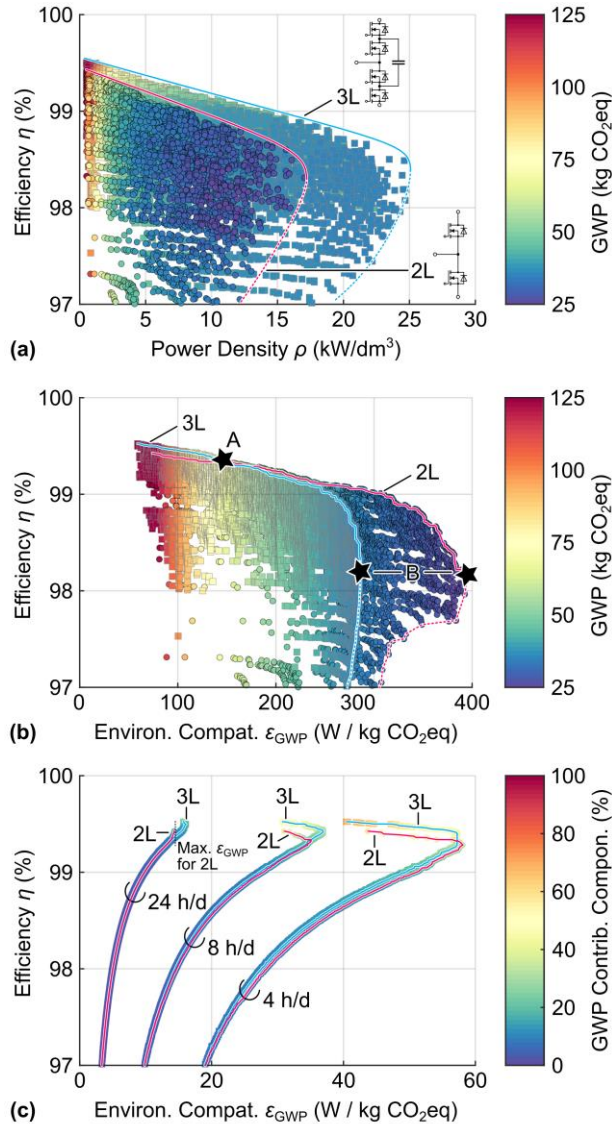 100
99
98
97
0
5
10
15
20
25
30
Efficiency η (%)
3L
2L
125
100
75
50
25
GWP (kg CO₂eq)
(a)
Power Density ρ (kW/dm³)
100
99
98
97
0
100
200
300
400
Efficiency η (%)
3L
A
2L
B
125
100
75
50
25
GWP (kg CO₂eq)
(b)
Environ. Compat. εGWP (W / kg CO₂eq)
100
99
98
97
0
20
40
60
Efficiency η (%)
3L
2L
Max. εGWP
for 2L
3L
2L
3L
2L
24 h/d
8 h/d
4 h/d
100
80
60
40
20
0
GWP Contrib. Compon. (%)
(c)
Environ. Compat. εGWP (W / kg CO₂eq)